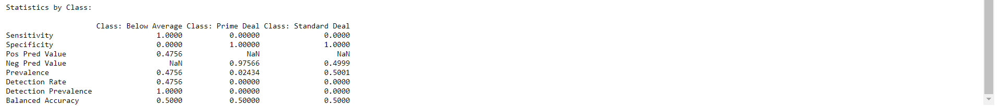 Statistics by Class:

                     Class: Below Average Class: Prime Deal Class: Standard Deal
Sensitivity                        1.0000           0.00000               0.0000
Specificity                        0.0000           1.00000               1.0000
Pos Pred Value                     0.4756               NaN                  NaN
Neg Pred Value                        NaN           0.97566               0.4999
Prevalence                         0.4756           0.02434               0.5001
Detection Rate                     0.4756           0.00000               0.0000
Detection Prevalence               1.0000           0.00000               0.0000
Balanced Accuracy                  0.5000           0.50000               0.5000